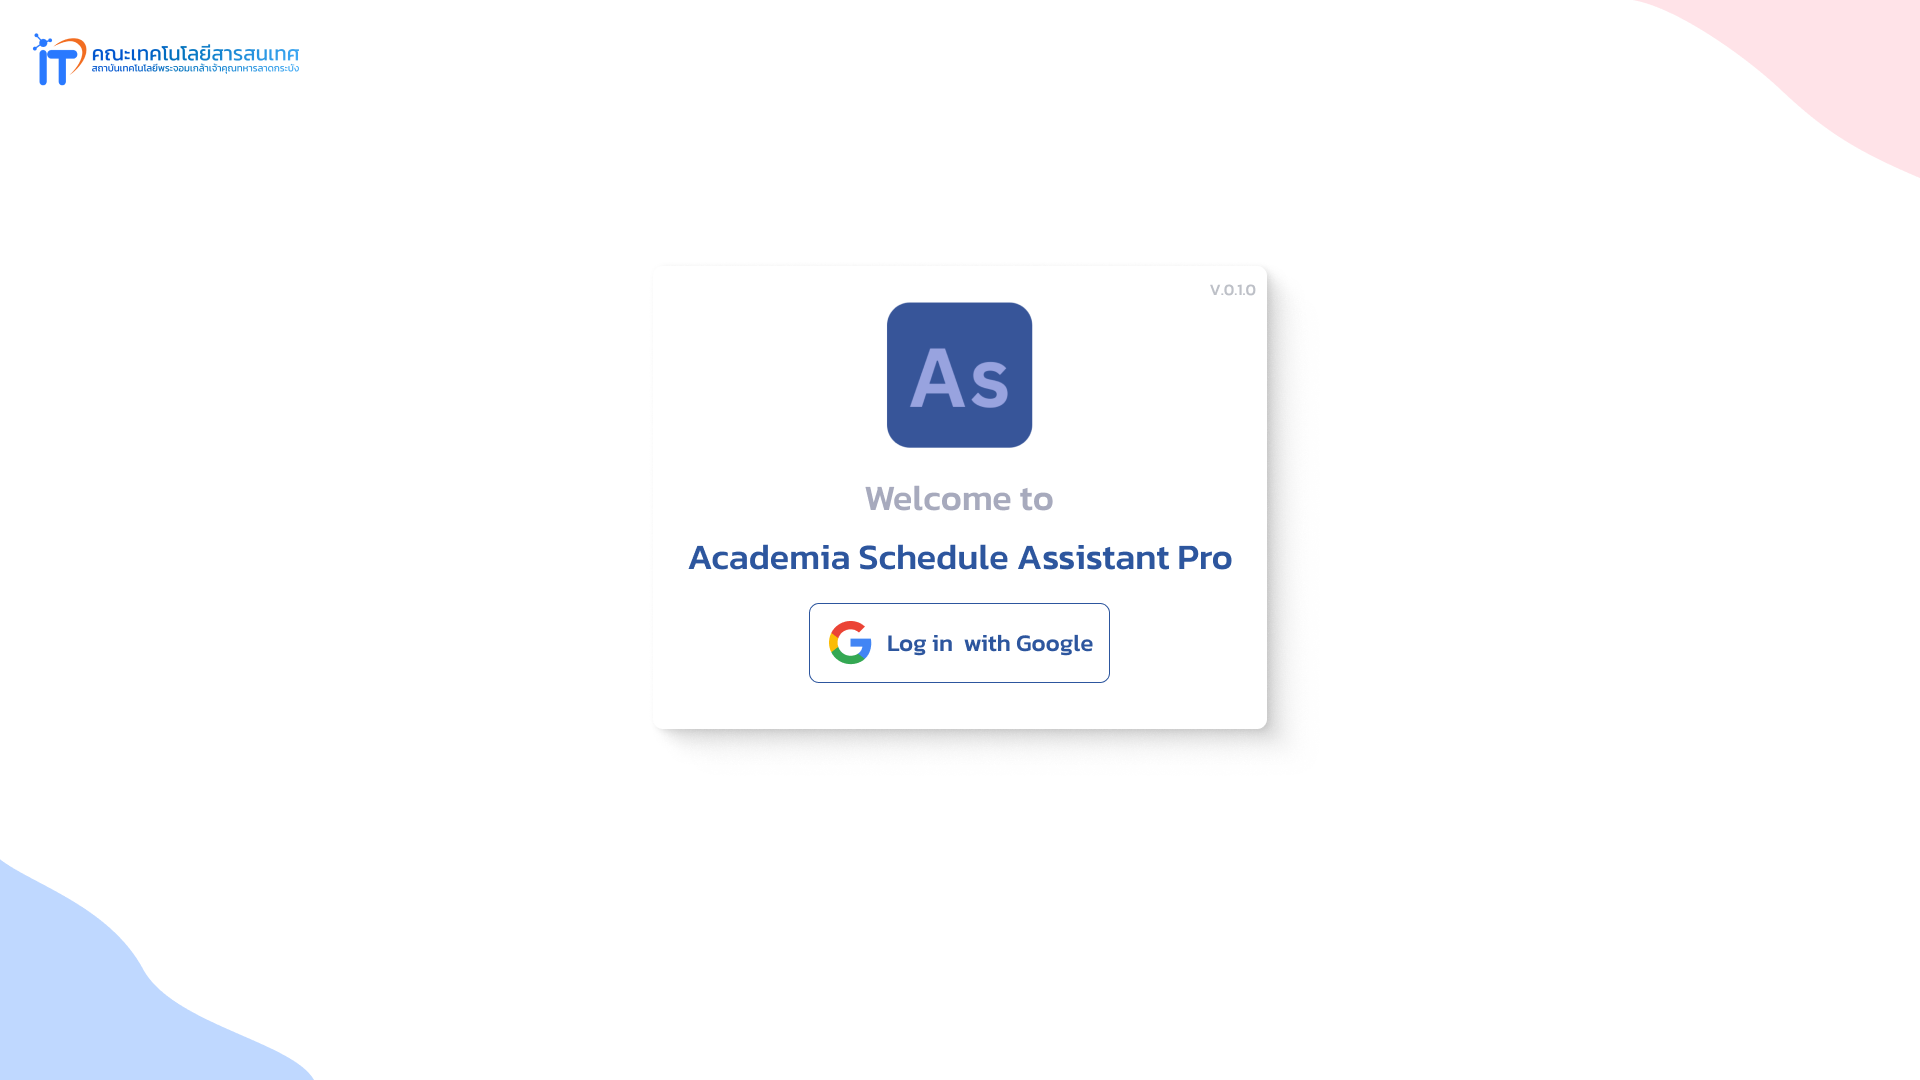 iT
คณะเทคโนโลยีสารสนเทศ
สถาบันเทคโนโลยีพระจอมเกล้าเจ้าคุณทหารลาดกระบัง
V.0.1.0
As
Welcome to
Academia Schedule Assistant Pro
Log in with Google